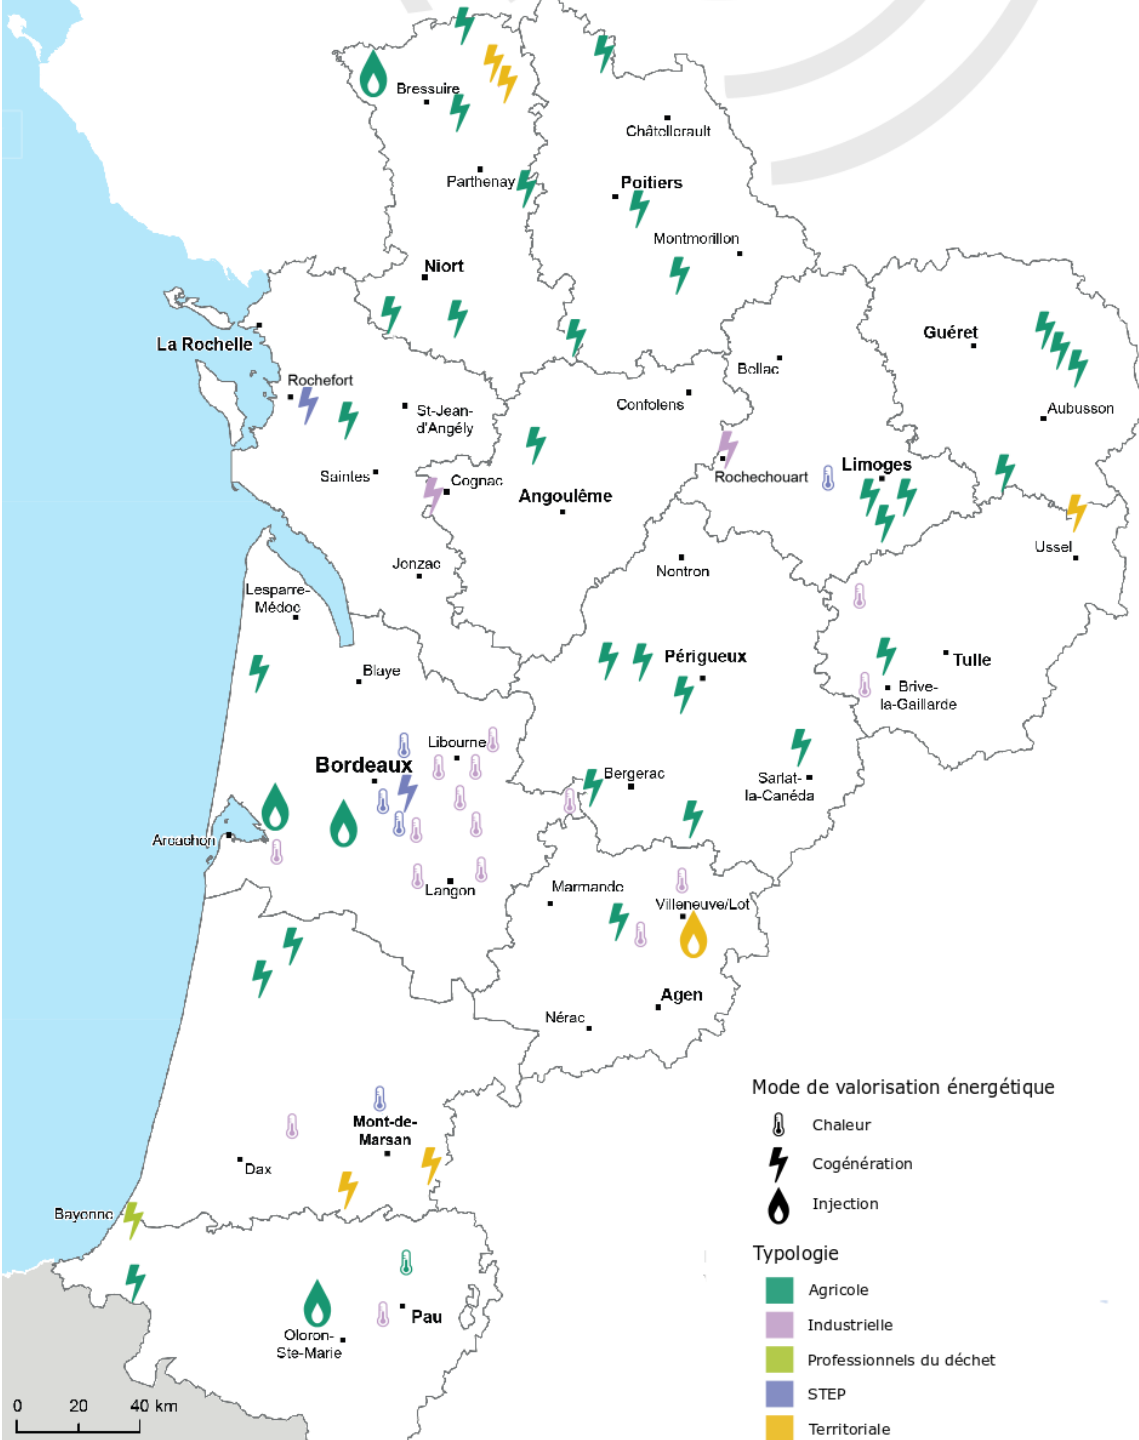 Bressuire
Châtellerault
Parthenay
Poitiers
Montmorillon
Niort
La Rochelle
Guéret
Bellac
Rochefort
Confolens
St-Jean-
d'Angély
Aubusson
Saintes
Cognac
Angoulême
Limoges
Rochechouart
Ussel
Jonzac
Nontron
Lesparre-
Médoc
Blaye
Périgueux
Tulle
Brive-
la-Gaillarde
Libourne
Bordeaux
Bergerac
Sarlat-
la-Canéda
Arcachon
Langon
Marmande
Villeneuve/Lot
Agen
Nérac
Mont-de-
Marsan
Dax
Bayonne
Pau
Oloron-
Ste-Marie
0 20 40 km
Mode de valorisation énergétique
Chaleur
Cogénération
Injection
Typologie
Agricole
Industrielle
Professionnels du déchet
STEP
Territoriale